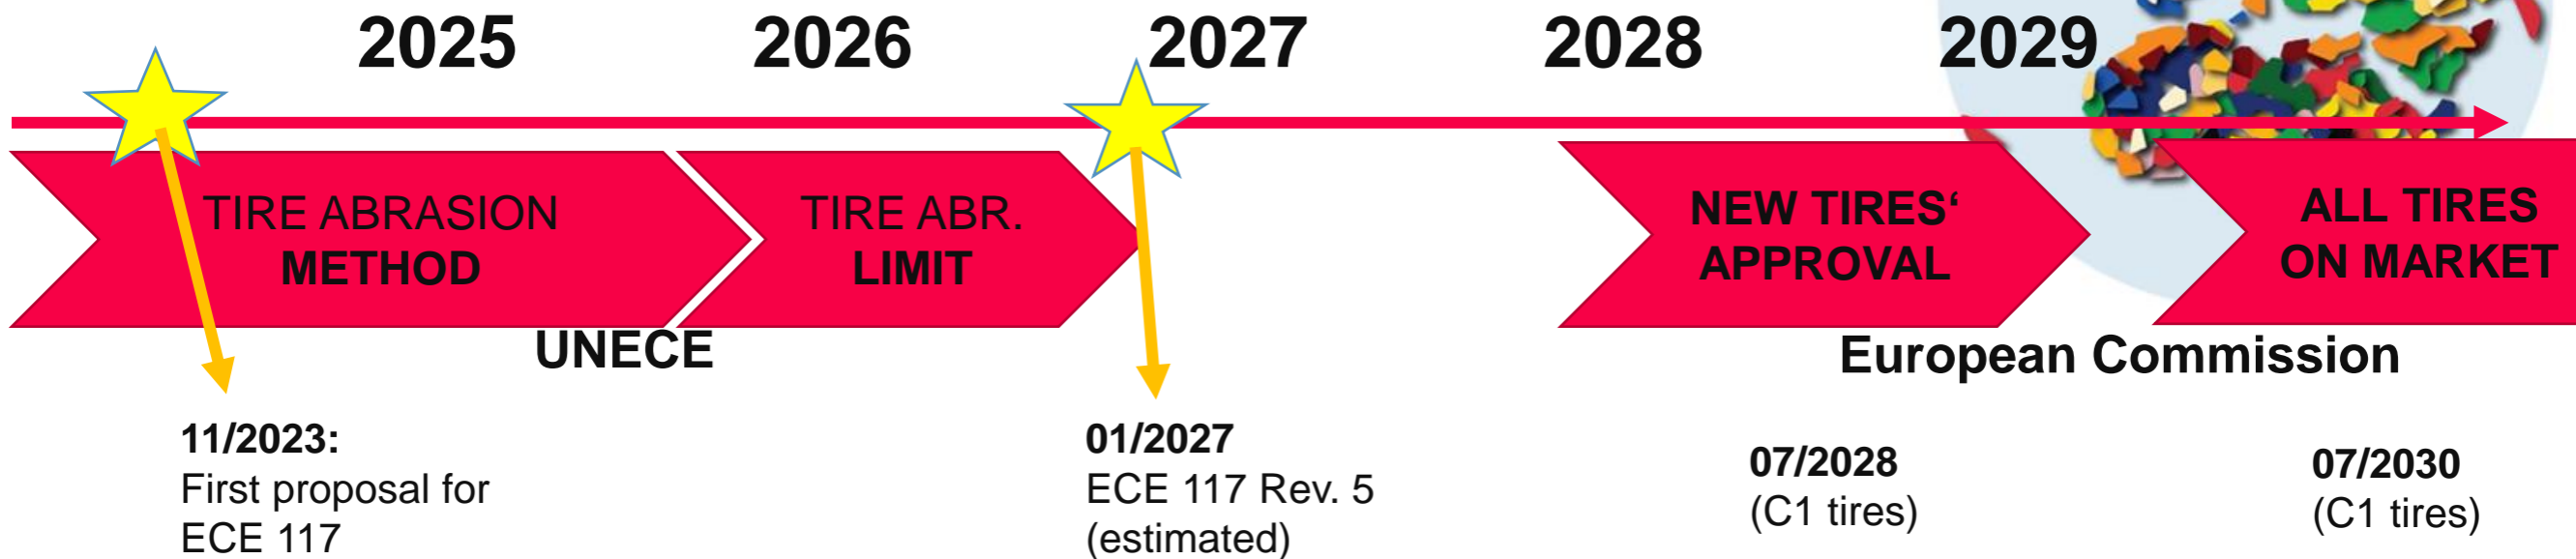 2025 2026 2027 2028 2029
TIRE ABRASION
METHOD
TIRE ABR.
LIMIT
NEW TIRES‘
APPROVAL
ALL TIRES
ON MARKET
UNECE
European Commission
11/2023:
First proposal for
ECE 117
01/2027
ECE 117 Rev. 5
(estimated)
07/2028
(C1 tires)
07/2030
(C1 tires)